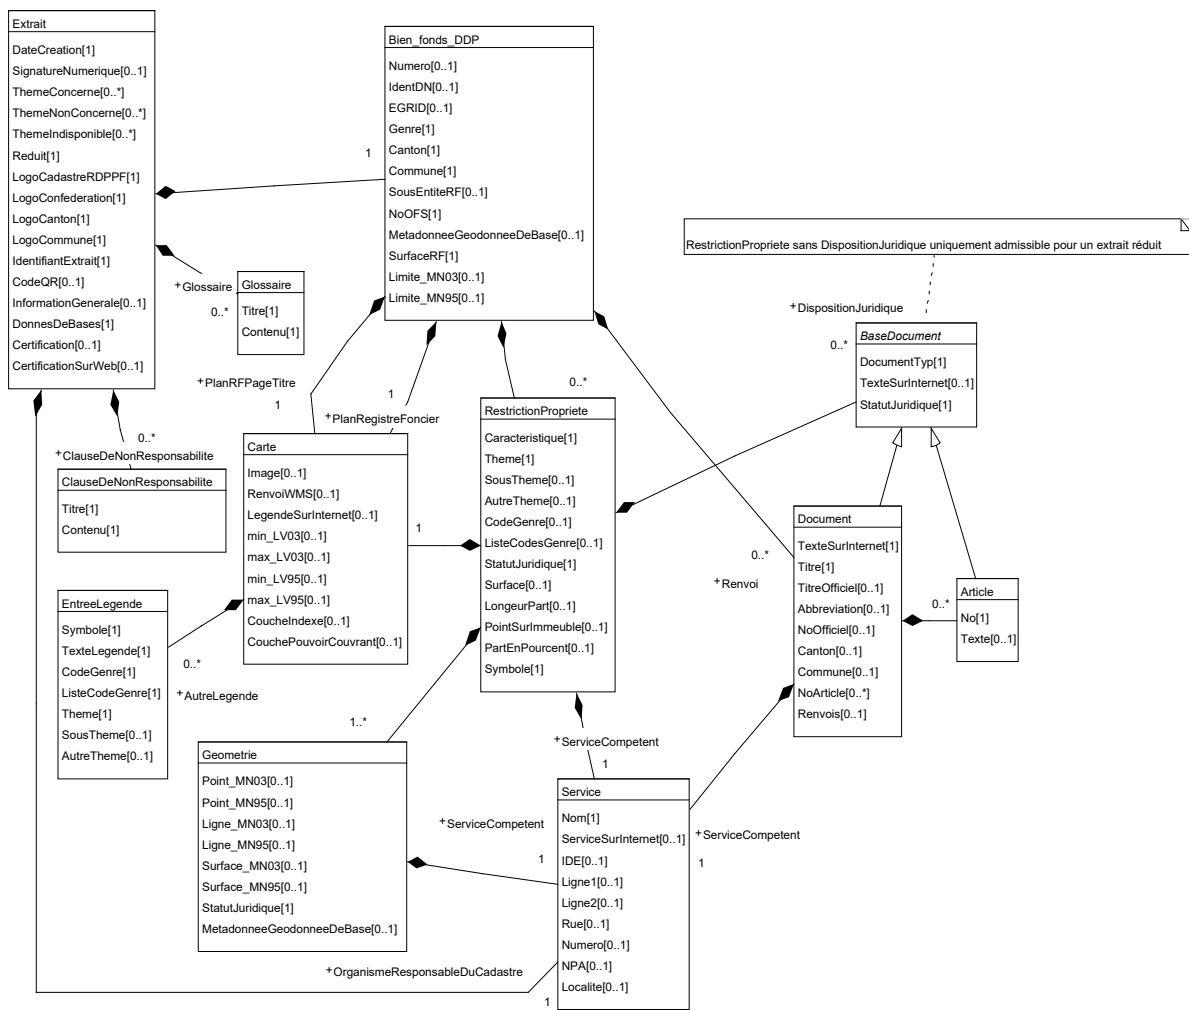 Extrait
DateCreation[1]
SignatureNumerique[0..1]
ThemeConcerne[0..*]
ThemeNonConcerne[0..*]
ThemeIndisponible[0..*]
Reduit[1]
LogoCadastreRDPPF[1]
LogoConfederation[1]
LogoCanton[1]
LogoCommune[1]
IdentifiantExtrait[1]
CodeQR[0..1]
InformationGenerale[0..1]
DonnesDeBases[1]
Certification[0..1]
CertificationSurWeb[0..1]
Bien_fonds_DDP
Numero[0..1]
IdentDN[0..1]
EGRID[0..1]
Genre[1]
Canton[1]
Commune[1]
SousEntiteRF[0..1]
NoOFS[1]
MetadonneeGeodonneeDeBase[0..1]
SurfaceRF[1]
Limite_MN03[0..1]
Limite_MN95[0..1]
1
RestrictionPropriete sans DispositionJuridique uniquement admissible pour un extrait réduit
+Glossaire
0..*
Glossaire
Titre[1]
Contenu[1]
+DispositionJuridique
0..*
BaseDocument
DocumentTyp[1]
TexteSurInternet[0..1]
StatutJuridique[1]
+PlanRFPageTitre
1
1
+PlanRegistreFoncier
0..*
RestrictionPropriete
Caracteristique[1]
Theme[1]
SousTheme[0..1]
AutreTheme[0..1]
CodeGenre[0..1]
ListeCodesGenre[0..1]
StatutJuridique[1]
Surface[0..1]
LongeurPart[0..1]
PointSurImmeuble[0..1]
PartEnPourcent[0..1]
Symbole[1]
0..*
+ClauseDeNonResponsabilite
ClauseDeNonResponsabilite
Titre[1]
Contenu[1]
Carte
Image[0..1]
RenvoiWMS[0..1]
LegendeSurInternet[0..1]
min_LV03[0..1]
max_LV03[0..1]
min_LV95[0..1]
max_LV95[0..1]
CoucheIndexe[0..1]
CouchePouvoirCouvrant[0..1]
1
0..*
+Renvoi
Document
TexteSurInternet[1]
Titre[1]
TitreOfficiel[0..1]
Abbreviation[0..1]
NoOfficiel[0..1]
Canton[0..1]
Commune[0..1]
NoArticle[0..*]
Renvois[0..1]
0..*
Article
No[1]
Texte[0..1]
EntreeLegende
Symbole[1]
TexteLegende[1]
CodeGenre[1]
ListeCodeGenre[1]
Theme[1]
SousTheme[0..1]
AutreTheme[0..1]
0..*
+AutreLegende
1..*
Geometrie
Point_MN03[0..1]
Point_MN95[0..1]
Ligne_MN03[0..1]
Ligne_MN95[0..1]
Surface_MN03[0..1]
Surface_MN95[0..1]
StatutJuridique[1]
MetadonneeGeodonneeDeBase[0..1]
+ServiceCompetent
1
Service
Nom[1]
ServiceSurInternet[0..1]
IDE[0..1]
Ligne1[0..1]
Ligne2[0..1]
Rue[0..1]
Numero[0..1]
NPA[0..1]
Localite[0..1]
+ServiceCompetent
1
+ServiceCompetent
1
+OrganismeResponsableDuCadastre
1